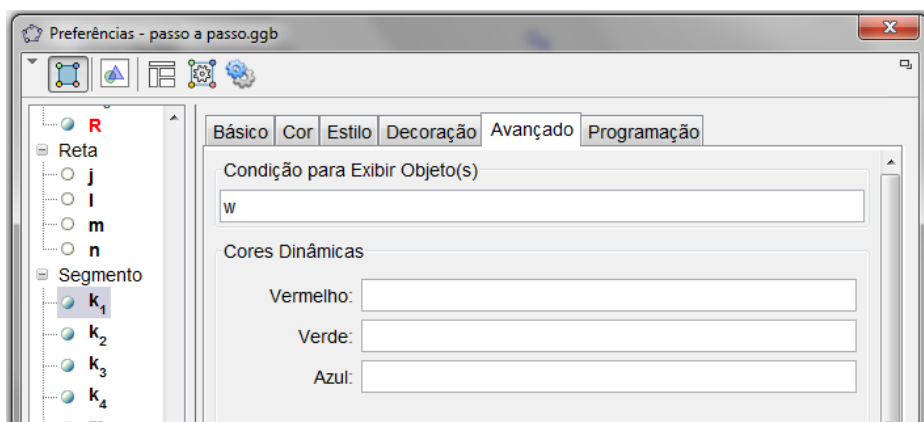 Preferências - passo a passo.ggb
R
Reta
j
l
m
n
Segmento
k1
k2
k3
k4
Básico Cor Estilo Decoração Avançado Programação
Condição para Exibir Objeto(s)
w
Cores Dinâmicas
Vermelho:
Verde:
Azul: